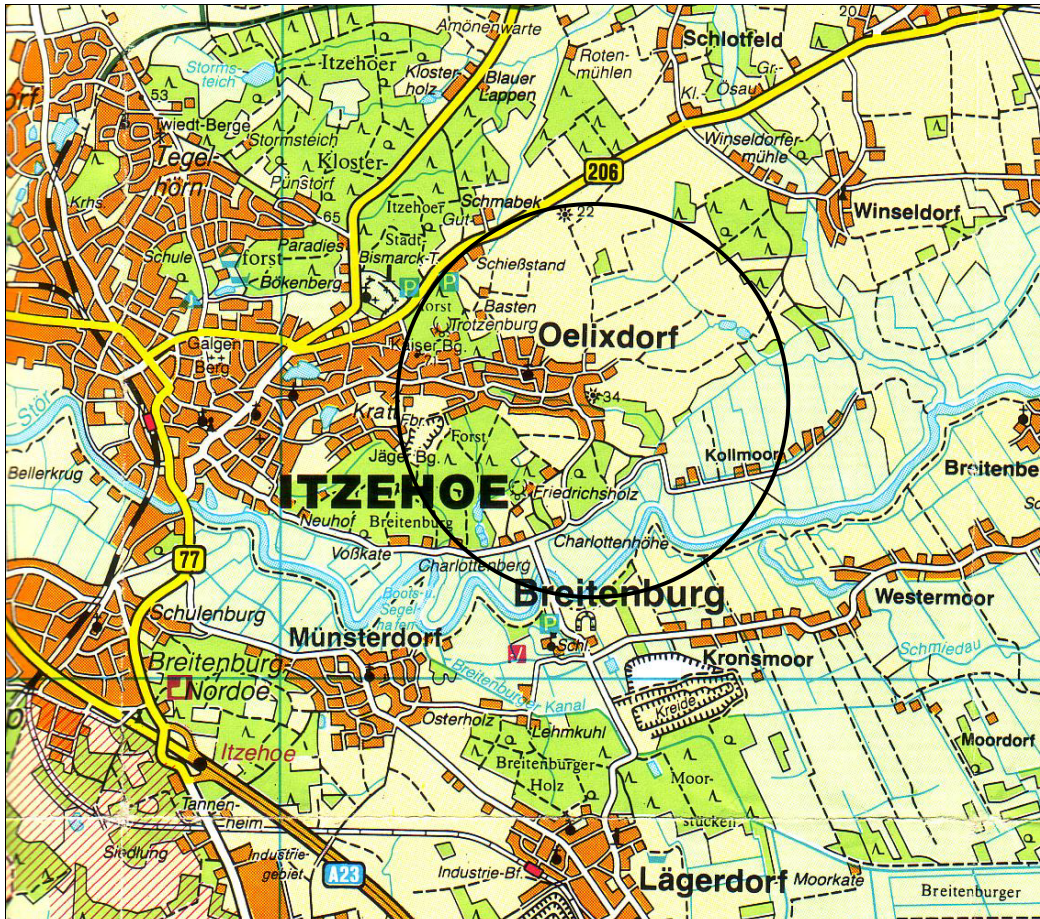 20
Amönenwarte
Schlotfeld
Itzehoer
Storms-
teich
Kloster-
holz
Blauer
Lappen
Roten-
mühlen
Gr.-
Kl.- Ösau
53
Twiedt-Berge
Stormsteich
Tegel-
hörn
Kloster-
Winseldorfer-
mühle
206
Pünstorf
Krhs.
Itzehoer
Schmabek
22
Winseldorf
65
Gut-
Stadt-
Paradies
Bismarck-T.
Schule
forst
Schießstand
Bökenberg
P
P
forst
Basten
Trotzenburg
Oelixdorf
Galgen
Berg
Kaiser Bg.
71
34
Stör
Kratt
Fbr.
Forst
Jäger Bg.
Kollmoor
Bellerkrug
Breitenbe
ITZEHOE
Friedrichsholz
Neuhof
Breitenburg
Voßkate
Charlottenhöhe
Charlottenberg
77
Boots-u.
Segel-
hafen
Breitenburg
Westermoor
Schulenburg
P
Münsterdorf
Schl.
Schmiedau
Kronsmoor
Breitenburg-
Nordoe
Breitenburger Kanal
Kreide
Osterholz
Lehmkuhl
Moordorf
Itzehoe
Breitenburger
Holz
Moor-
stücken
Tannen-
heim
Siedlung
Industrie-
gebiet
A23
Industrie-Bf.
Lägerdorf
Moorkate
Breitenburger